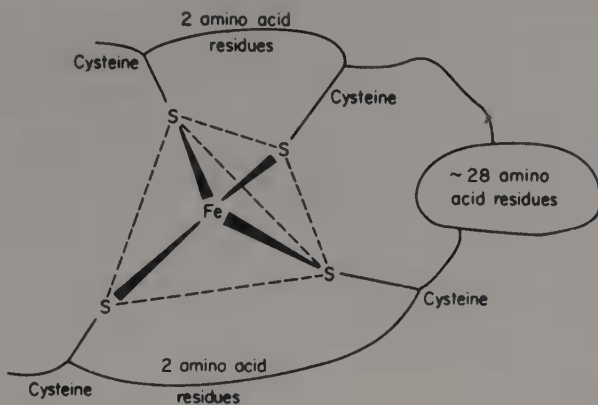 2 amino acid
residues
Cysteine
Cysteine
S
S
~ 28 amino
acid residues
Fe
S
S
Cysteine
2 amino acid
residues
Cysteine